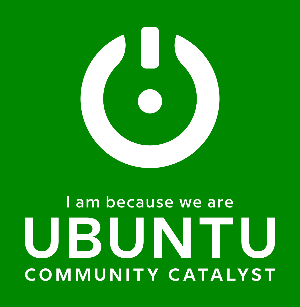 I am because we are
UBUNTU
COMMUNITY CATALYST